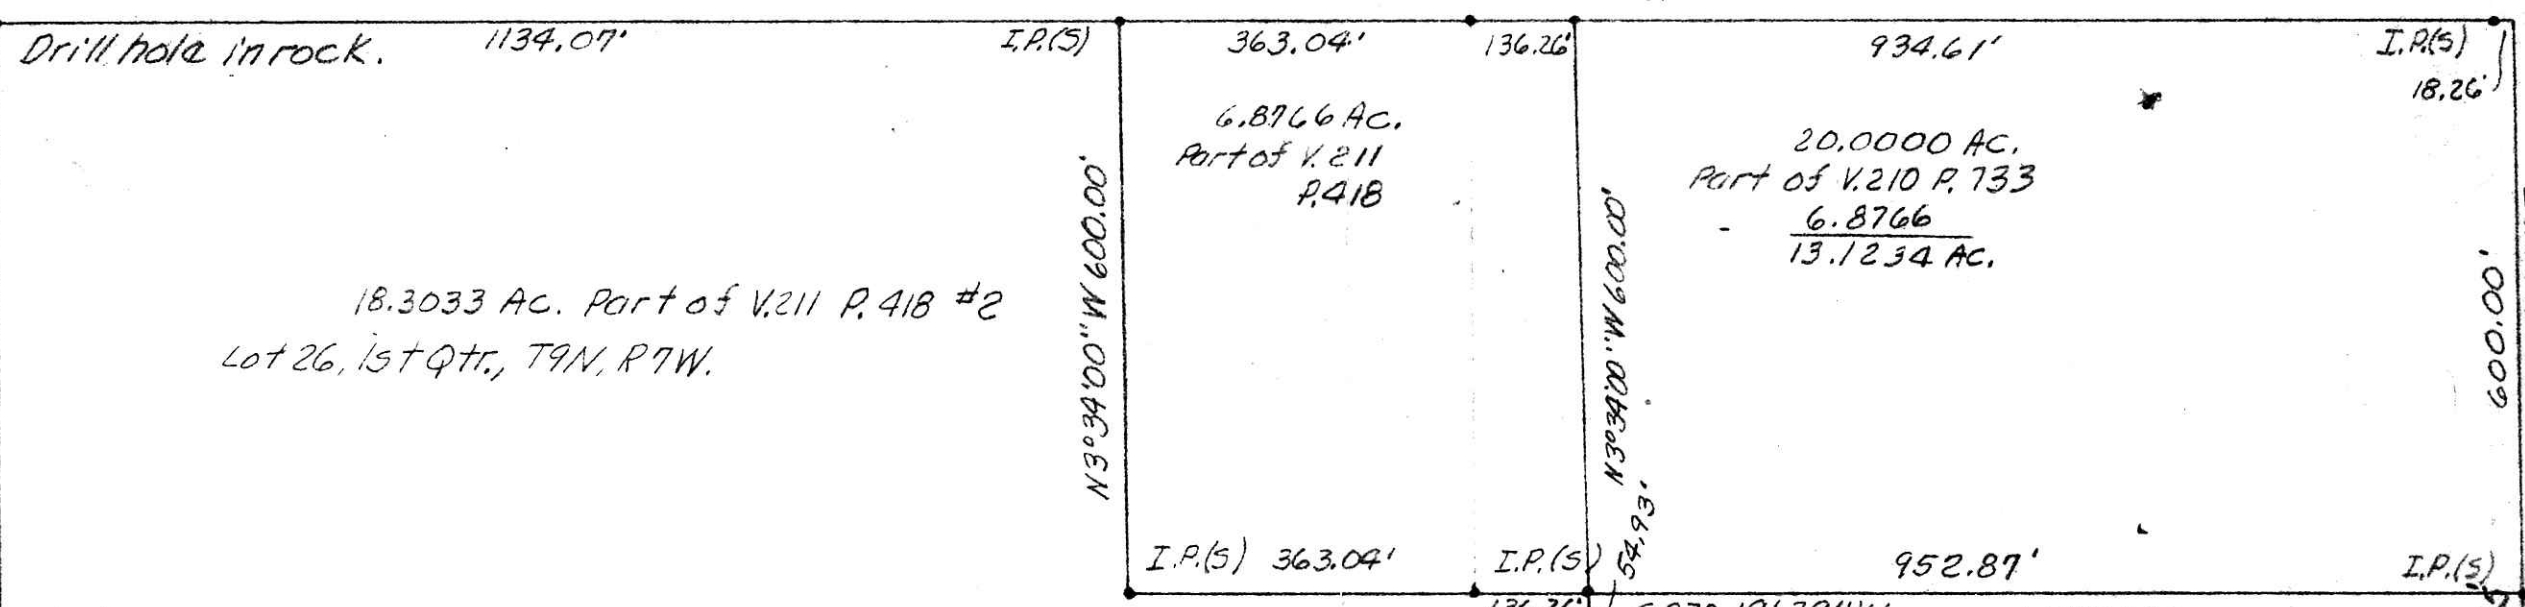 Drill hole in rock.
1134.07'
I.P.(S)
363.04'
136.26'
934.61'
I.P.(S)
18.26'
6.8766 AC.
Part of V. 211
P.418
20.0000 AC.
Part of V.210 P. 733
- 6.8766
13.1234 AC.
18.3033 AC. Part of V.211 P. 418 #2
Lot 26, 1st Qtr., T9N, R7W.
N3°34'00"W 600.00'
N3°34'00"W 600.00'
600.00'
54.43'
I.P.(S) 363.04'
I.P.(S)
952.87'
I.P.(S)
136.26'